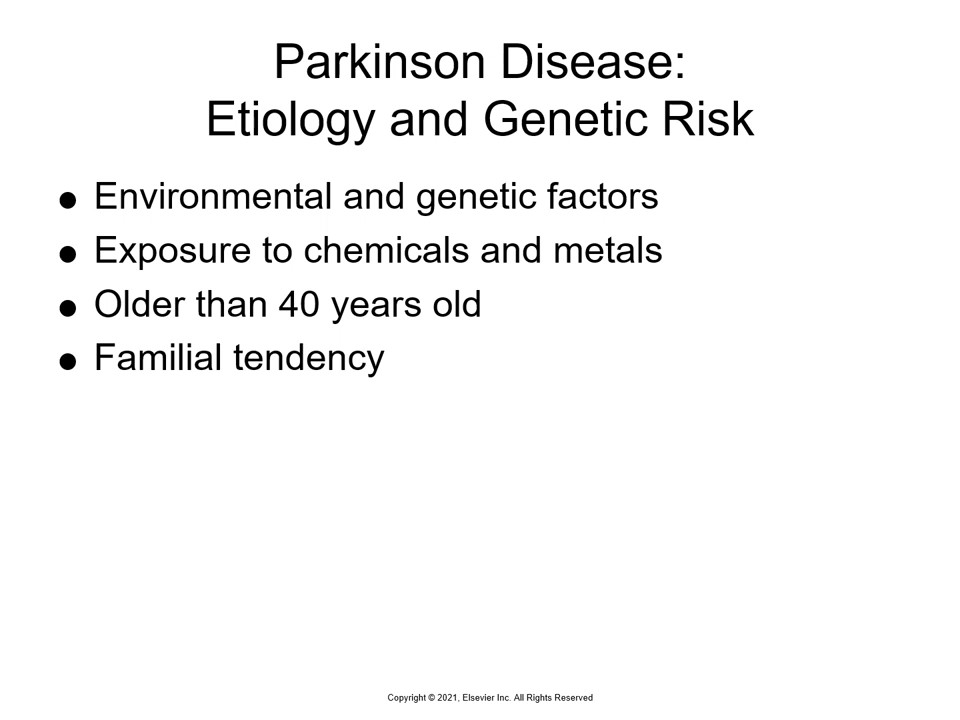 Parkinson Disease:
Etiology and Genetic Risk
● Environmental and genetic factors
● Exposure to chemicals and metals
● Older than 40 years old
● Familial tendency
Copyright © 2021, Elsevier Inc. All Rights Reserved